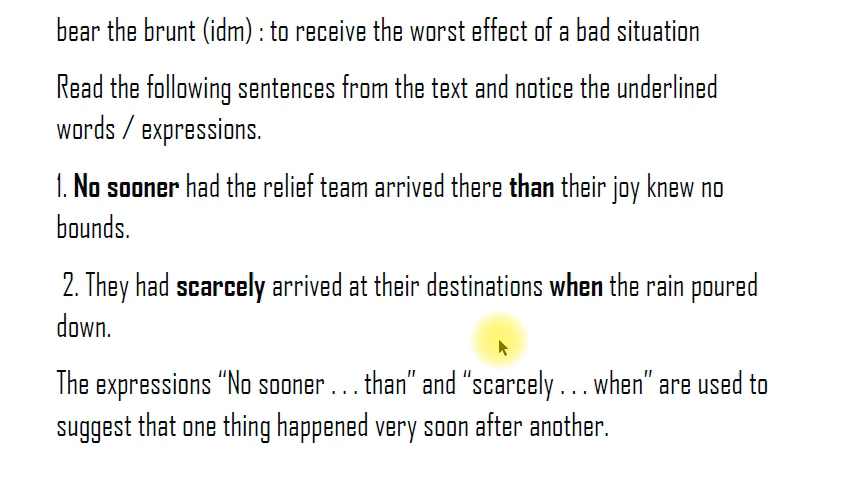 bear the brunt (idm) : to receive the worst effect of a bad situation
Read the following sentences from the text and notice the underlined
words / expressions.
1. No sooner had the relief team arrived there than their joy knew no
bounds.
2. They had scarcely arrived at their destinations when the rain poured
down.
The expressions “No sooner . . . than” and “scarcely . . . when” are used to
suggest that one thing happened very soon after another.